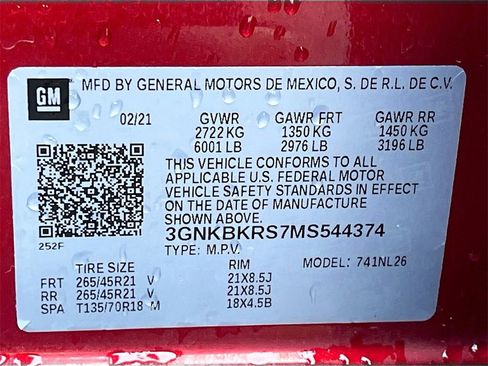 GM
MFD BY GENERAL MOTORS DE MEXICO, S. DE R.L. DE C.V.
02/21 GVWR GAWR FRT GAWR RR
2722 KG 1350 KG 1450 KG
6001 LB 2976 LB 3196 LB
THIS VEHICLE CONFORMS TO ALL
APPLICABLE U.S. FEDERAL MOTOR
VEHICLE SAFETY STANDARDS IN EFFECT
ON THE DATE OF MANUFACTURE
SHOWN ABOVE.
252F 3GNKBKRS7MS544374
TYPE: M.P.V. MODEL: 741NL26
TIRE SIZE RIM
FRT 265/45R21 V 21X8.5J
RR 265/45R21 V 21X8.5J
SPA T135/70R18 M 18X4.5B